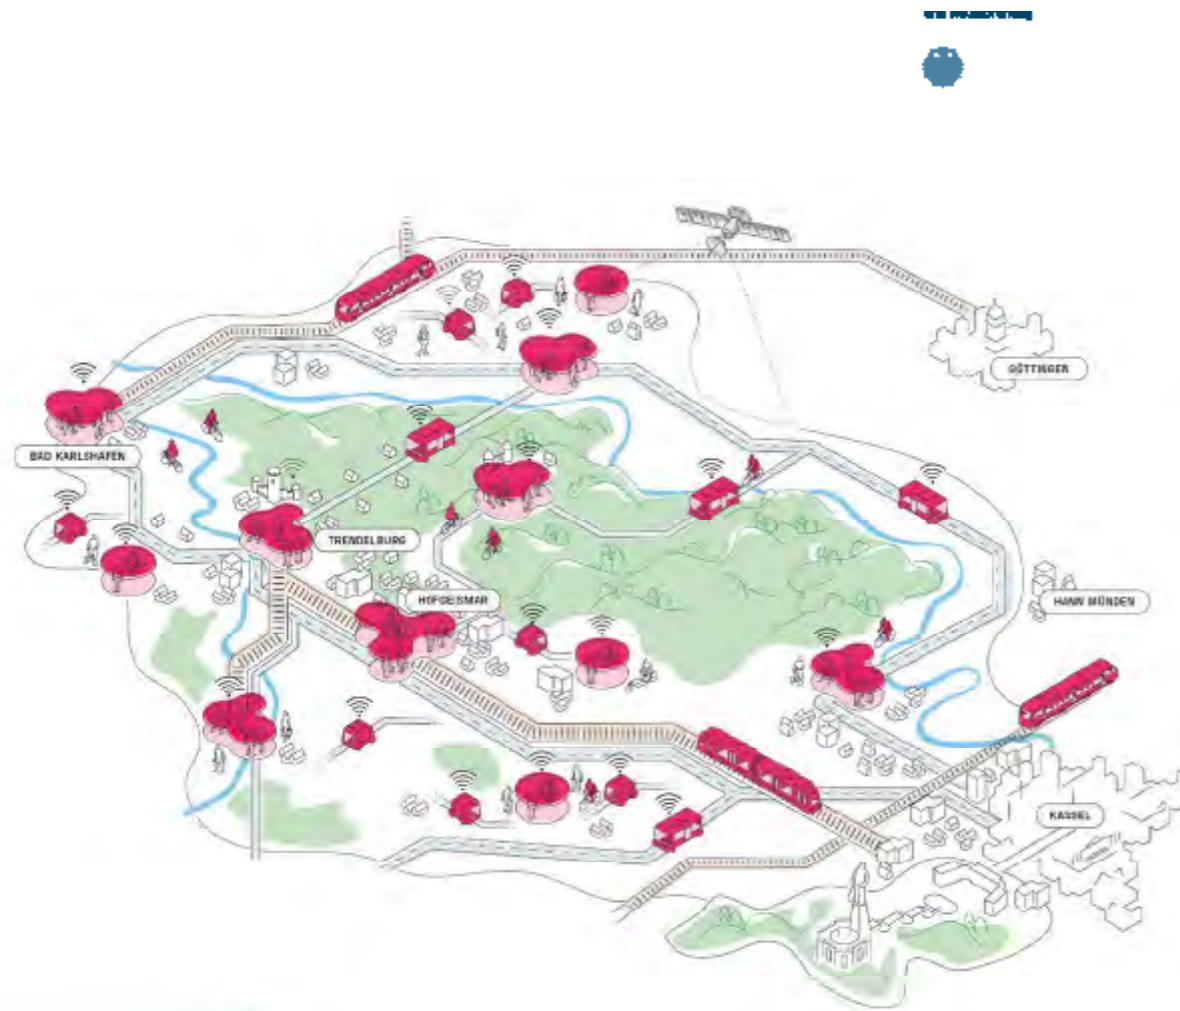 GÖTTINGEN
BAD KARLSHAFEN
TRENDELBURG
HOFGEISMAR
HANN MÜNDEN
KASSEL